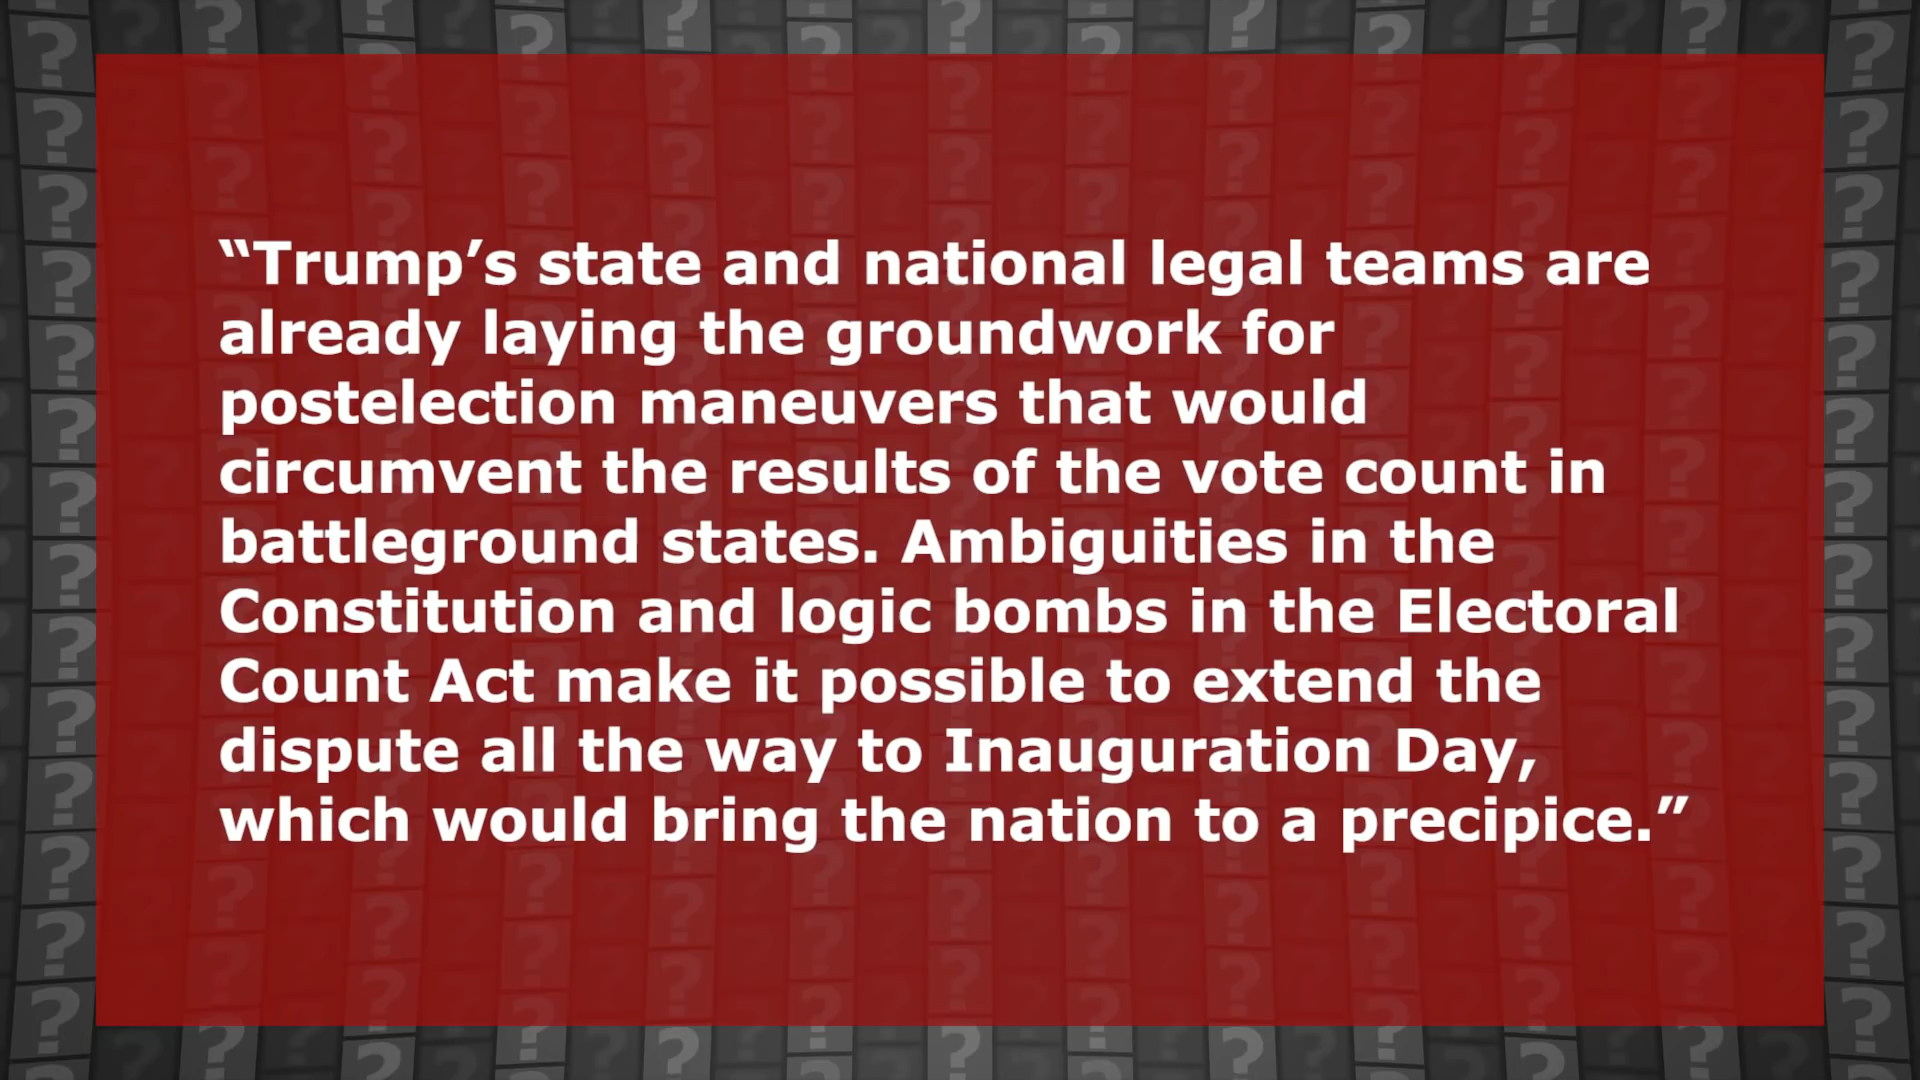 “Trump’s state and national legal teams are
already laying the groundwork for
postelection maneuvers that would
circumvent the results of the vote count in
battleground states. Ambiguities in the
Constitution and logic bombs in the Electoral
Count Act make it possible to extend the
dispute all the way to Inauguration Day,
which would bring the nation to a precipice.”